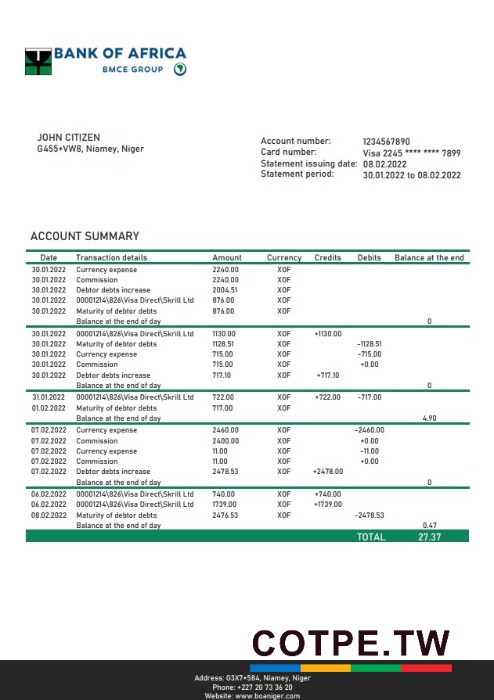 BANK OF AFRICA
BMCE GROUP
JOHN CITIZEN
G455+VW8, Niamey, Niger
Account number: 1234567890
Card number: Visa 2245 **** **** 7899
Statement issuing date: 08.02.2022
Statement period: 30.01.2022 to 08.02.2022
ACCOUNT SUMMARY
Date Transaction details Amount Currency Credits Debits Balance at the end
30.01.2022 Currency expense 2240.00 XOF
30.01.2022 Commission 2240.00 XOF
30.01.2022 Debtor debts increase 2004.51 XOF
30.01.2022 00001214\826\Visa Direct\Skrill Ltd 876.00 XOF
30.01.2022 Maturity of debtor debts 876.00 XOF
Balance at the end of day 0
30.01.2022 00001214\826\Visa Direct\Skrill Ltd 1130.00 XOF +1130.00
30.01.2022 Maturity of debtor debts 1128.51 XOF -1128.51
30.01.2022 Currency expense 715.00 XOF -715.00
30.01.2022 Commission 715.00 XOF +0.00
30.01.2022 Debtor debts increase 717.10 XOF +717.10
Balance at the end of day 0
31.01.2022 00001214\826\Visa Direct\Skrill Ltd 722.00 XOF +722.00 -717.00
01.02.2022 Maturity of debtor debts 717.00 XOF
Balance at the end of day 4.90
07.02.2022 Currency expense 2460.00 XOF -2460.00
07.02.2022 Commission 2400.00 XOF +0.00
07.02.2022 Currency expense 11.00 XOF -11.00
07.02.2022 Commission 11.00 XOF +0.00
07.02.2022 Debtor debts increase 2478.53 XOF +2478.00
Balance at the end of day 0
06.02.2022 00001214\826\Visa Direct\Skrill Ltd 740.00 XOF +740.00
06.02.2022 00001214\826\Visa Direct\Skrill Ltd 1739.00 XOF +1739.00
08.02.2022 Maturity of debtor debts 2476.53 XOF -2478.53
Balance at the end of day 0.47
TOTAL 27.37
COTPE.TW
Address: G3X7+584, Niamey, Niger
Phone: +227 20 73 36 20
Website: www.boaniger.com